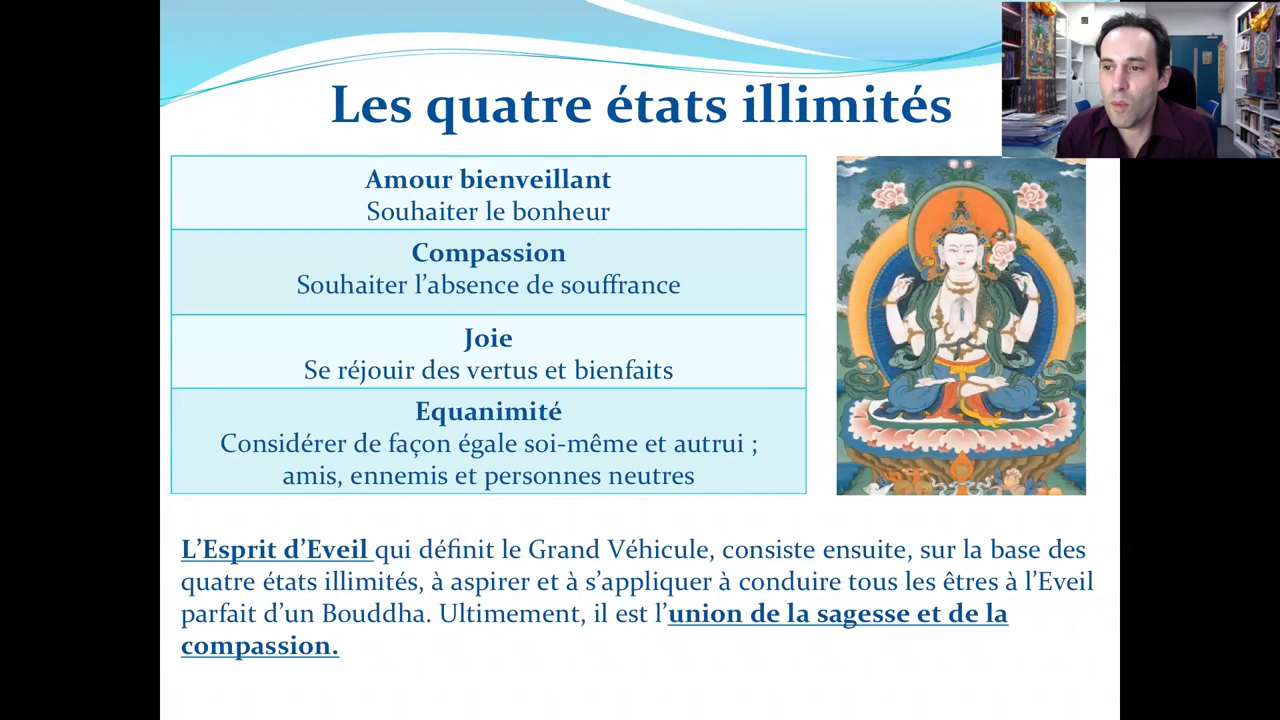 Les quatre états illimités
Amour bienveillant
Souhaiter le bonheur
Compassion
Souhaiter l’absence de souffrance
Joie
Se réjouir des vertus et bienfaits
Equanimité
Considérer de façon égale soi-même et autrui ;
amis, ennemis et personnes neutres
L’Esprit d’Eveil qui définit le Grand Véhicule, consiste ensuite, sur la base des
quatre états illimités, à aspirer et à s’appliquer à conduire tous les êtres à l’Eveil
parfait d’un Bouddha. Ultimement, il est l’union de la sagesse et de la
compassion.